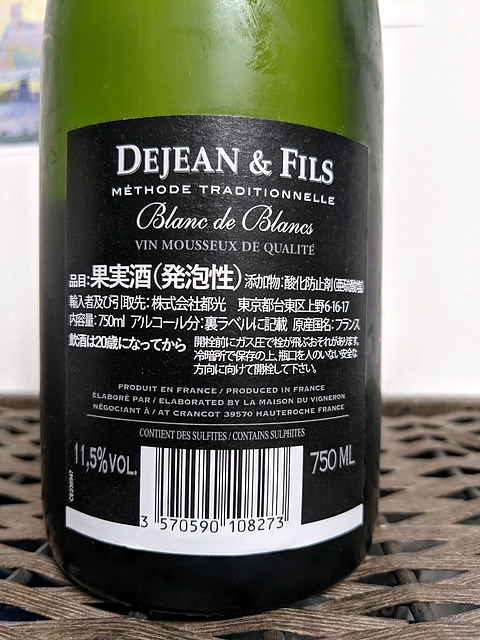 DEJEAN & FILS
MÉTHODE TRADITIONNELLE
Blanc de Blancs
VIN MOUSSEUX DE QUALITÉ
品目:果実酒(発泡性) 添加物:酸化防止剤(亜硫酸塩)
輸入者及び引取先:株式会社都光 東京都台東区上野6-16-17
内容量:750ml アルコール分:裏ラベルに記載 原産国名:フランス
飲酒は20歳になってから
開栓前にガス圧で栓が飛ぶおそれがあります。
冷暗所で保存の上、瓶口を人のいない安全な
方向に向けて開栓して下さい。
PRODUIT EN FRANCE / PRODUCED IN FRANCE
ÉLABORÉ PAR / ELABORATED BY LA MAISON DU VIGNERON
NÉGOCIANT À / AT CRANCOT 39570 HAUTEROCHE FRANCE
CONTIENT DES SULFITES / CONTAINS SULPHITES
11,5%VOL.
750 ML
3 570590 108273